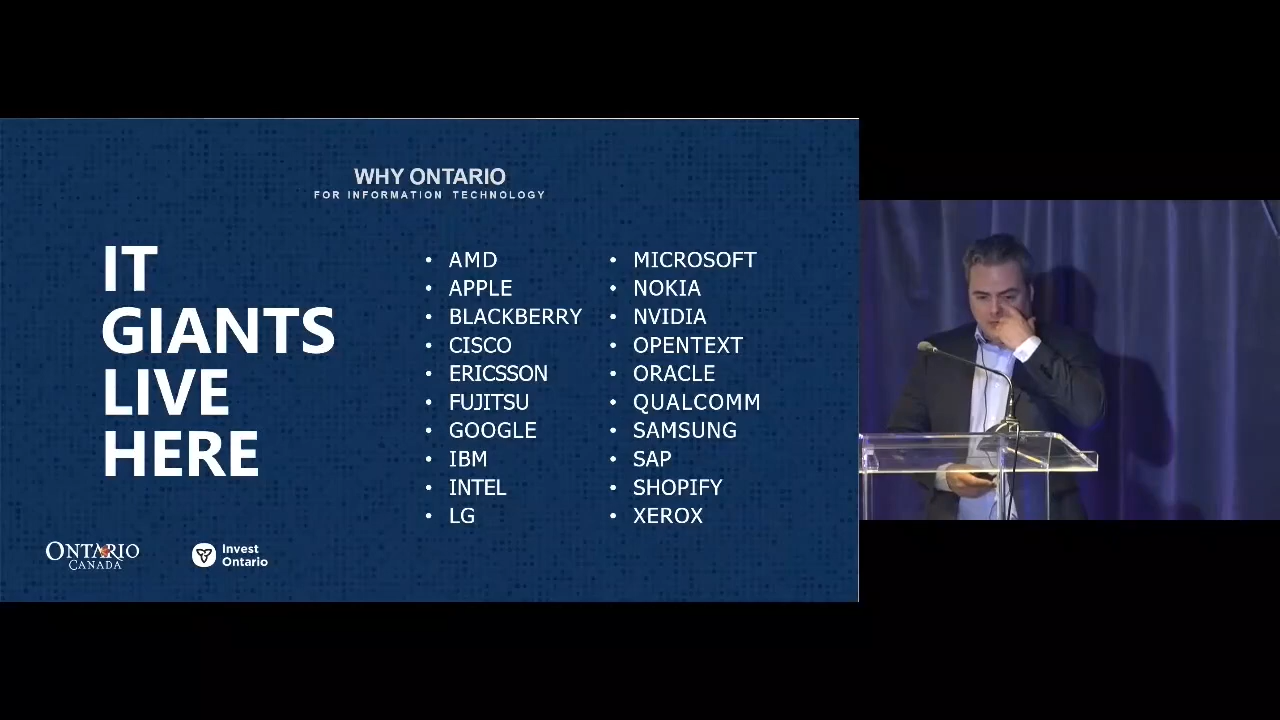 WHY ONTARIO
FOR INFORMATION TECHNOLOGY
IT
GIANTS
LIVE
HERE
• AMD
• APPLE
• BLACKBERRY
• CISCO
• ERICSSON
• FUJITSU
• GOOGLE
• IBM
• INTEL
• LG
• MICROSOFT
• NOKIA
• NVIDIA
• OPENTEXT
• ORACLE
• QUALCOMM
• SAMSUNG
• SAP
• SHOPIFY
• XEROX
ONTARIO
CANADA
Invest
Ontario